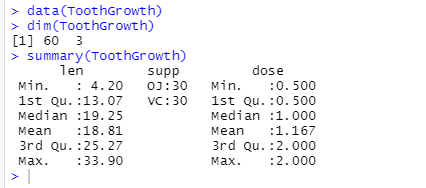 > data(ToothGrowth)
> dim(ToothGrowth)
[1] 60  3
> summary(ToothGrowth)
      len        supp         dose
 Min.   : 4.20   OJ:30   Min.   :0.500
 1st Qu.:13.07   VC:30   1st Qu.:0.500
 Median :19.25           Median :1.000
 Mean   :18.81           Mean   :1.167
 3rd Qu.:25.27           3rd Qu.:2.000
 Max.   :33.90           Max.   :2.000
>